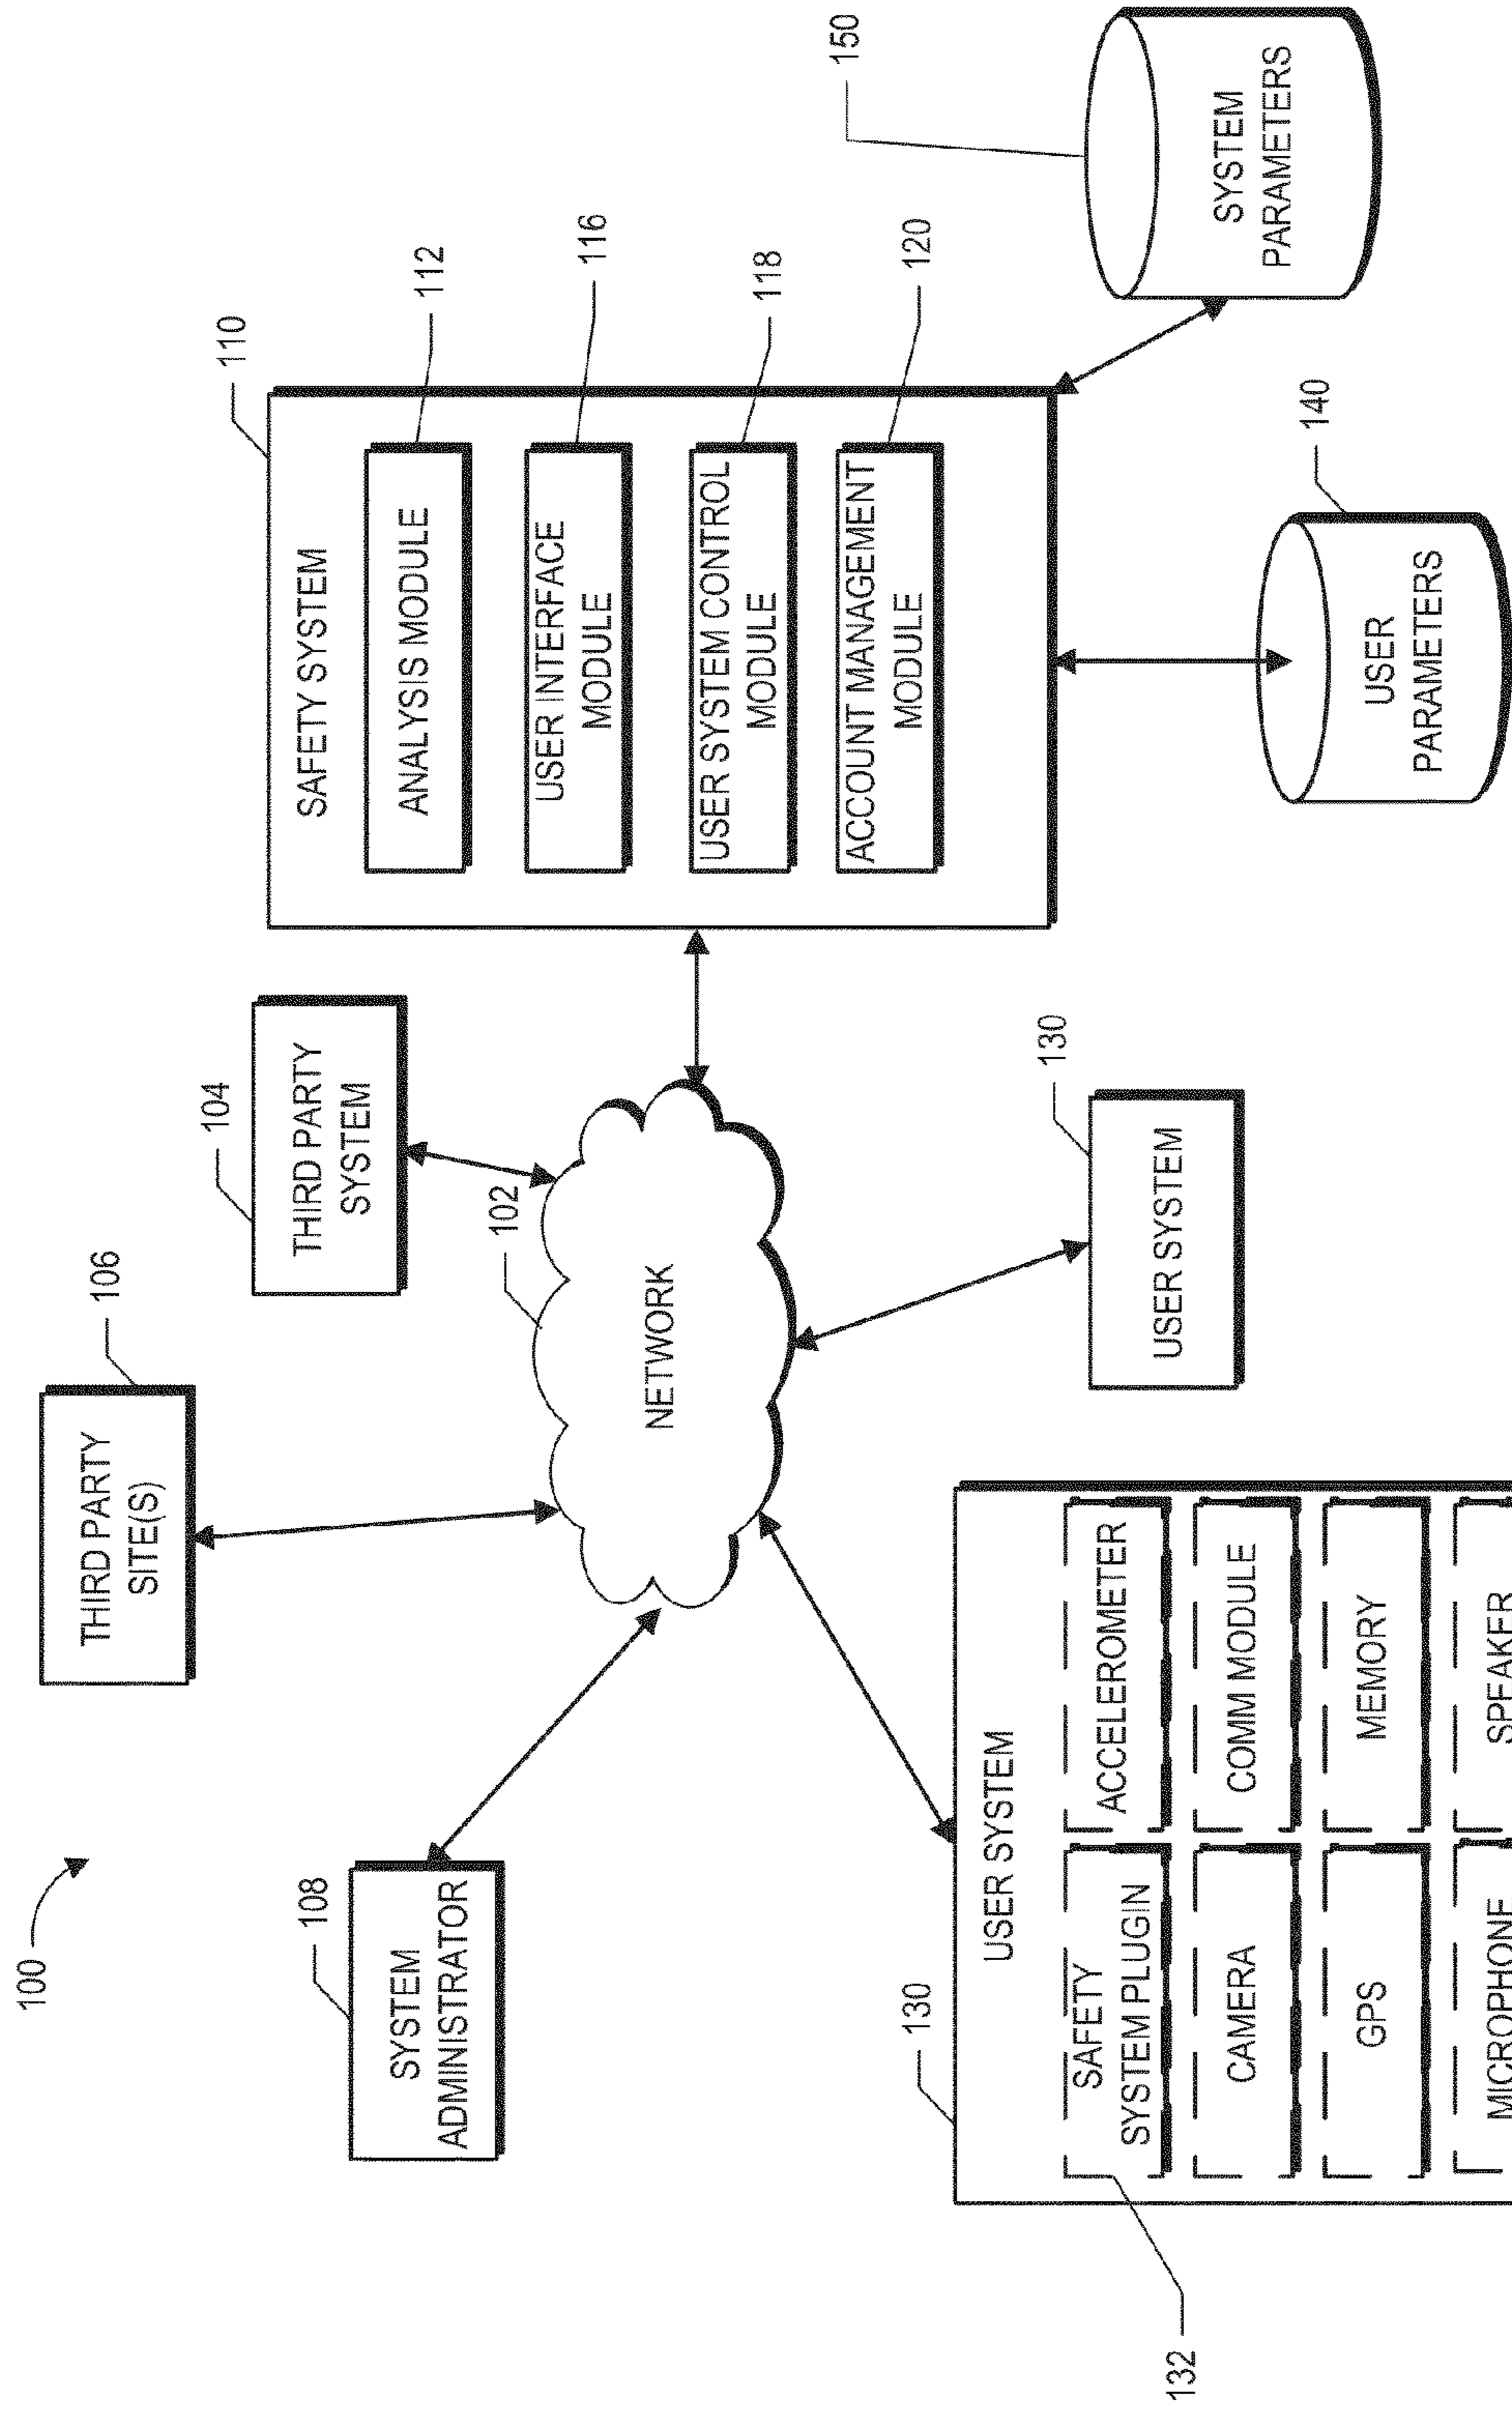 100
THIRD PARTY
SITE(S)
106
SYSTEM
ADMINISTRATOR
108
THIRD PARTY
SYSTEM
104
NETWORK
102
SAFETY SYSTEM
110
ANALYSIS MODULE
112
USER INTERFACE
MODULE
116
USER SYSTEM CONTROL
MODULE
118
ACCOUNT MANAGEMENT
MODULE
120
SYSTEM
PARAMETERS
150
USER
PARAMETERS
140
USER SYSTEM
130
130
USER SYSTEM
132
SAFETY
SYSTEM PLUGIN
ACCELEROMETER
CAMERA
COMM MODULE
GPS
MEMORY
MICROPHONE
SPEAKER